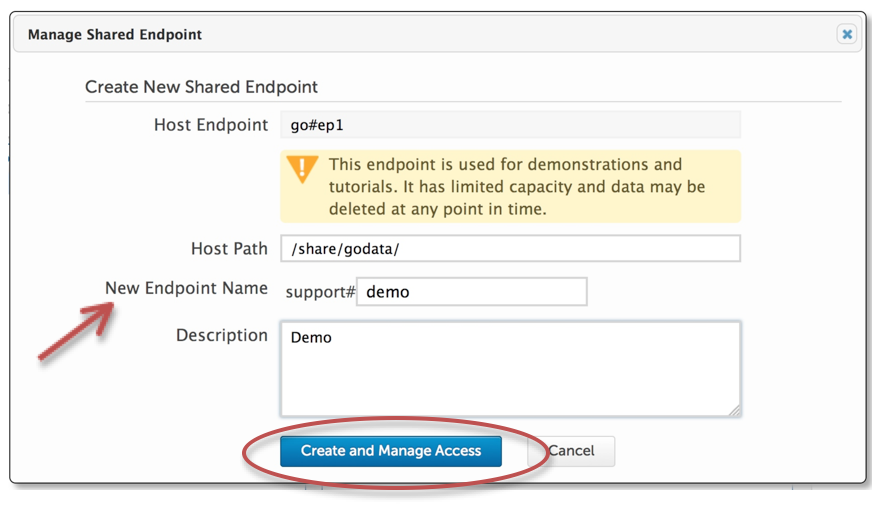 Manage Shared Endpoint
Create New Shared Endpoint
Host Endpoint go#ep1
This endpoint is used for demonstrations and
tutorials. It has limited capacity and data may be
deleted at any point in time.
Host Path /share/godata/
New Endpoint Name support# demo
Description Demo
Create and Manage Access Cancel